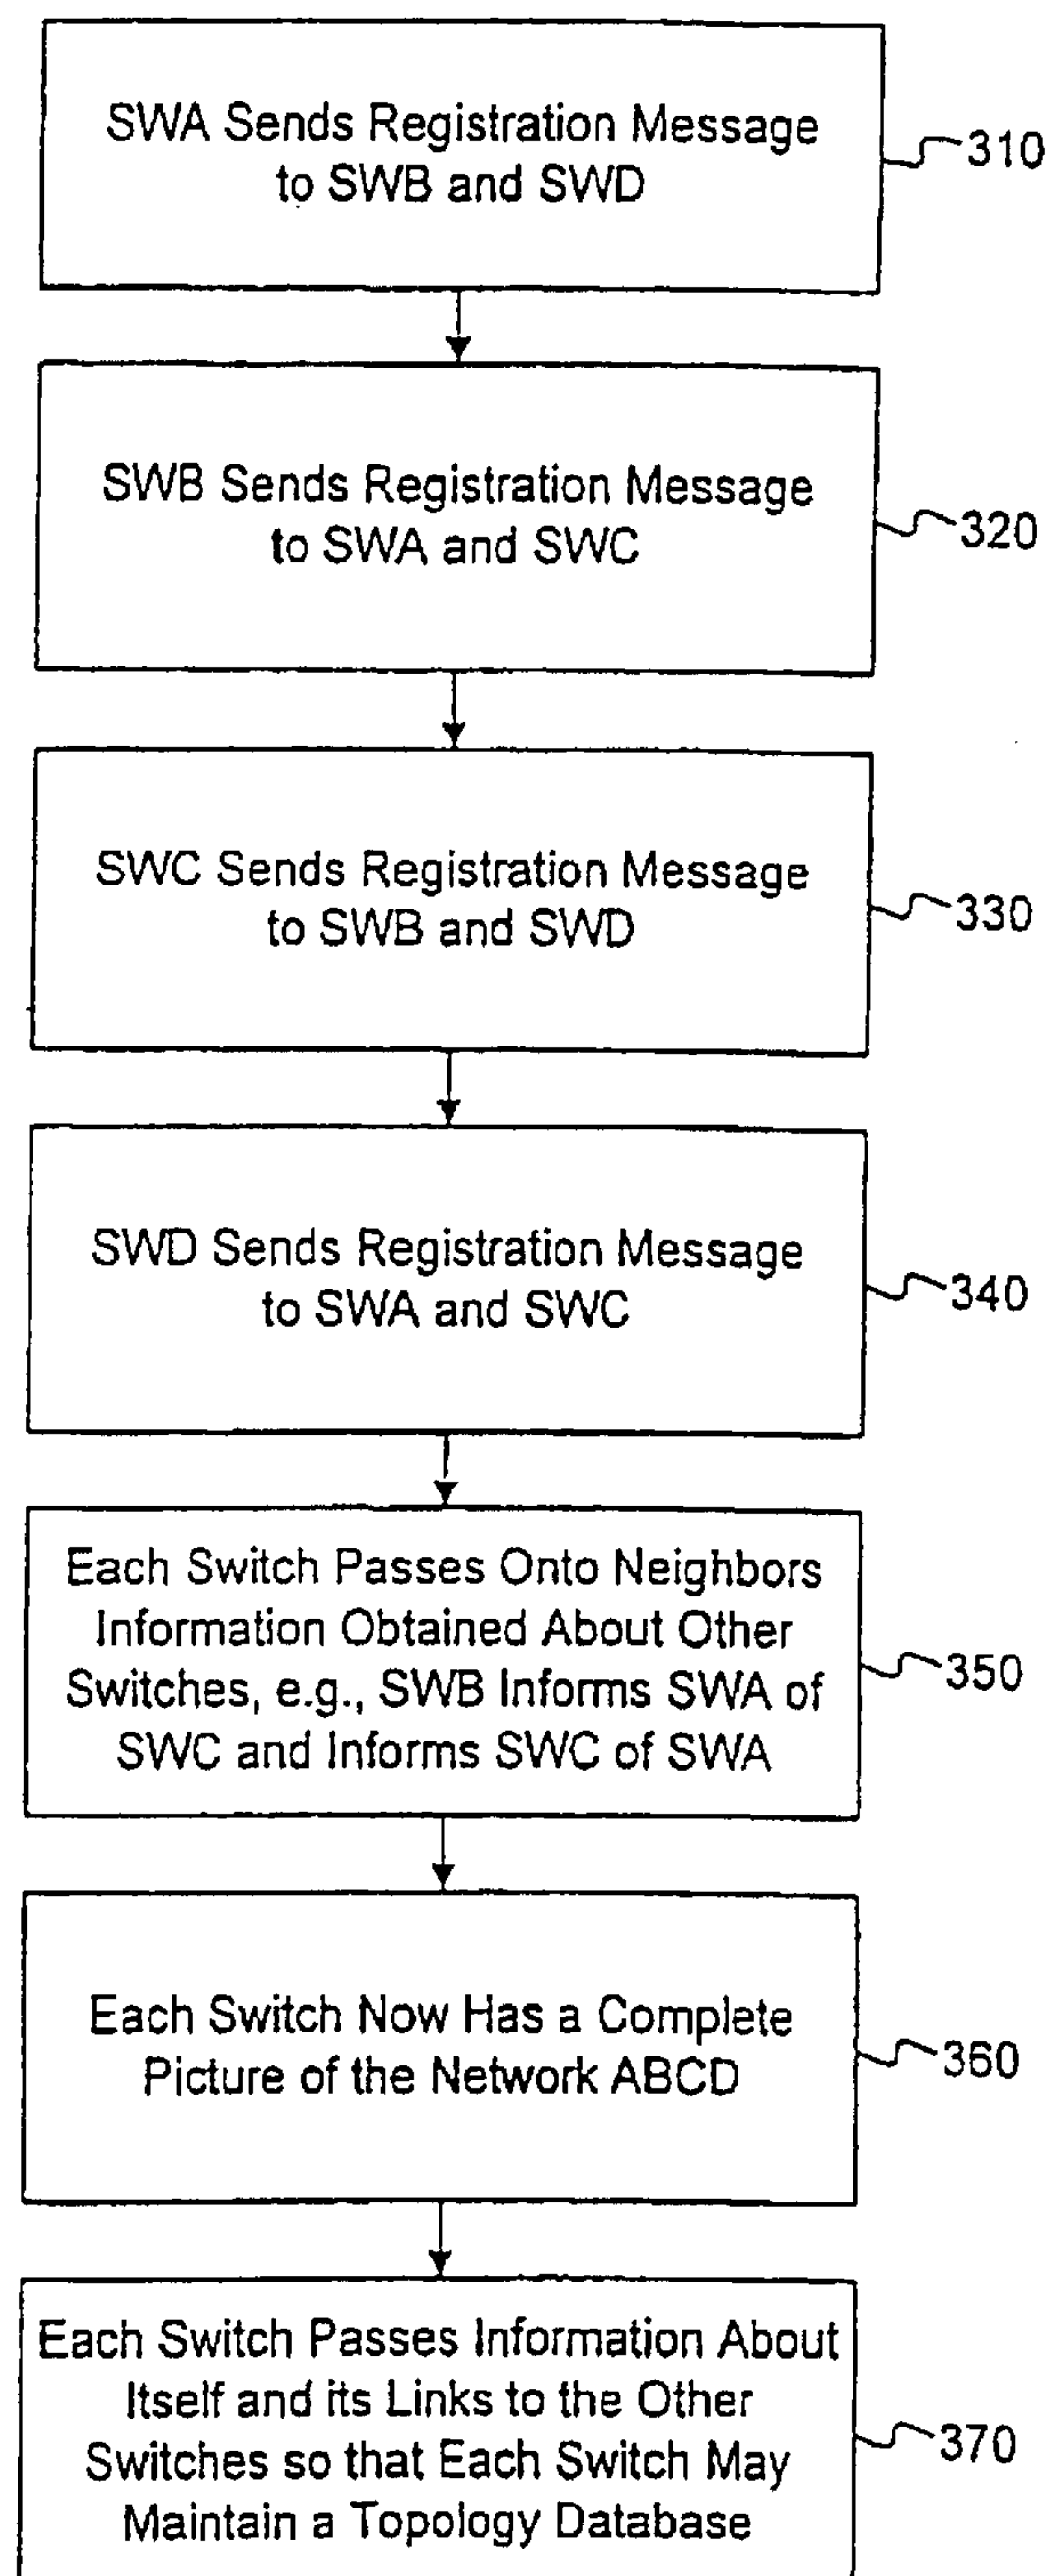 SWA Sends Registration Message
to SWB and SWD
310
SWB Sends Registration Message
to SWA and SWC
320
SWC Sends Registration Message
to SWB and SWD
330
SWD Sends Registration Message
to SWA and SWC
340
Each Switch Passes Onto Neighbors
Information Obtained About Other
Switches, e.g., SWB Informs SWA of
SWC and Informs SWC of SWA
350
Each Switch Now Has a Complete
Picture of the Network ABCD
360
Each Switch Passes Information About
Itself and its Links to the Other
Switches so that Each Switch May
Maintain a Topology Database
370